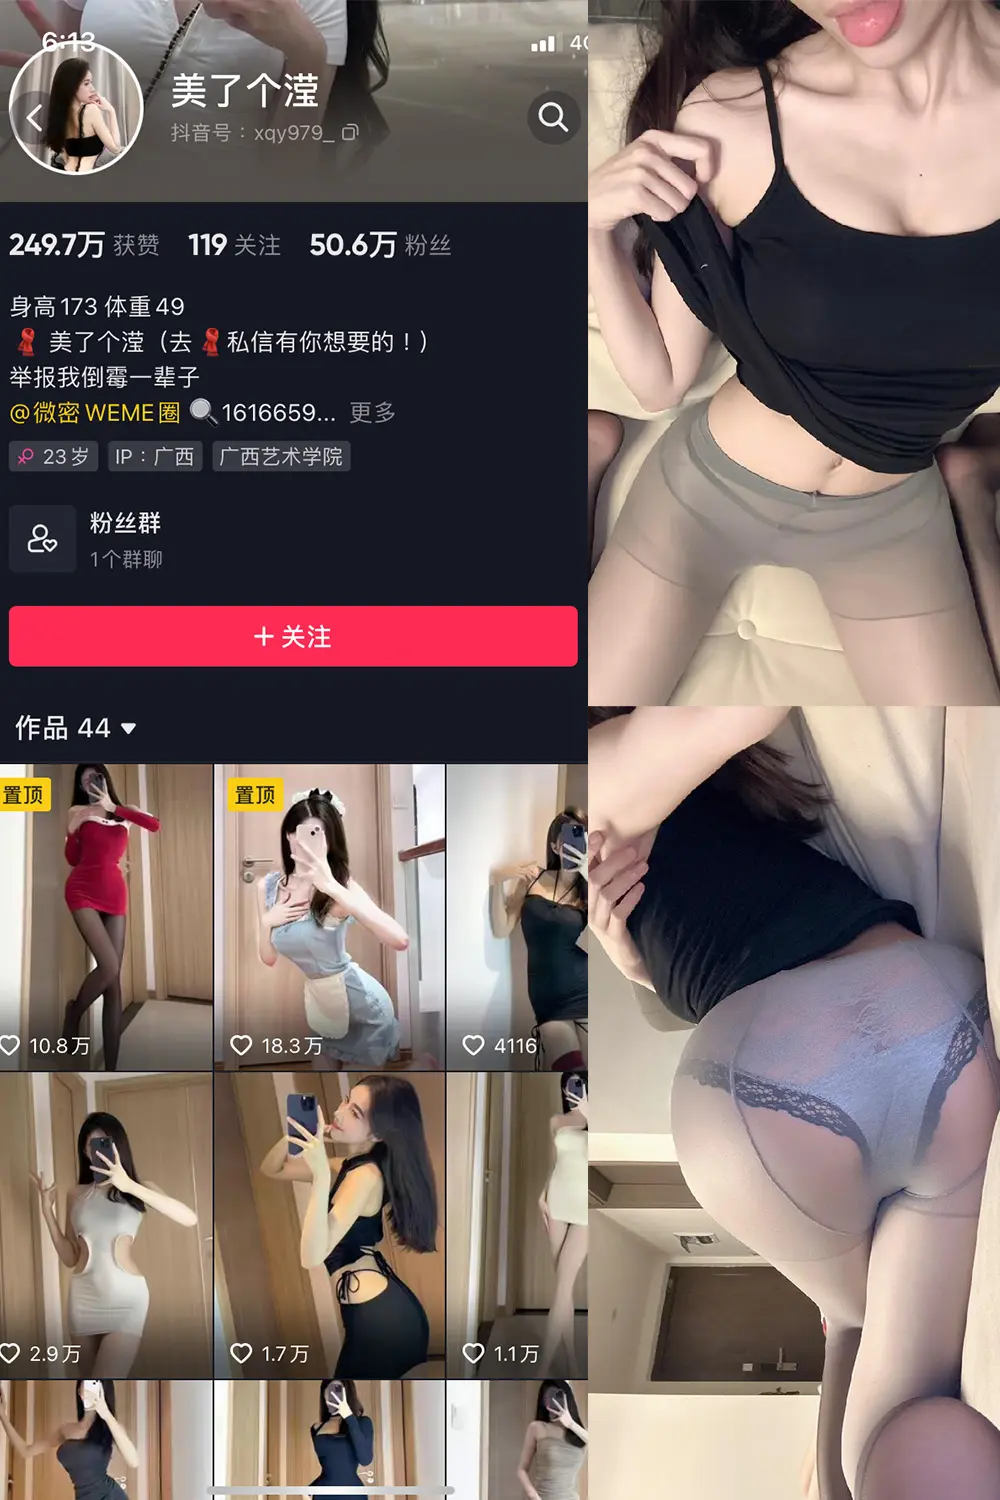 6:13
4G
美了个滢
抖音号：xqy979_
249.7万 获赞 119 关注 50.6万 粉丝
身高173 体重49
美了个滢（去 私信有你想要的！）
举报我倒霉一辈子
@微密 WEME圈 1616659... 更多
23岁 IP：广西 广西艺术学院
粉丝群
1个群聊
+ 关注
作品 44
置顶 置顶
10.8万 18.3万 4116
2.9万 1.7万 1.1万